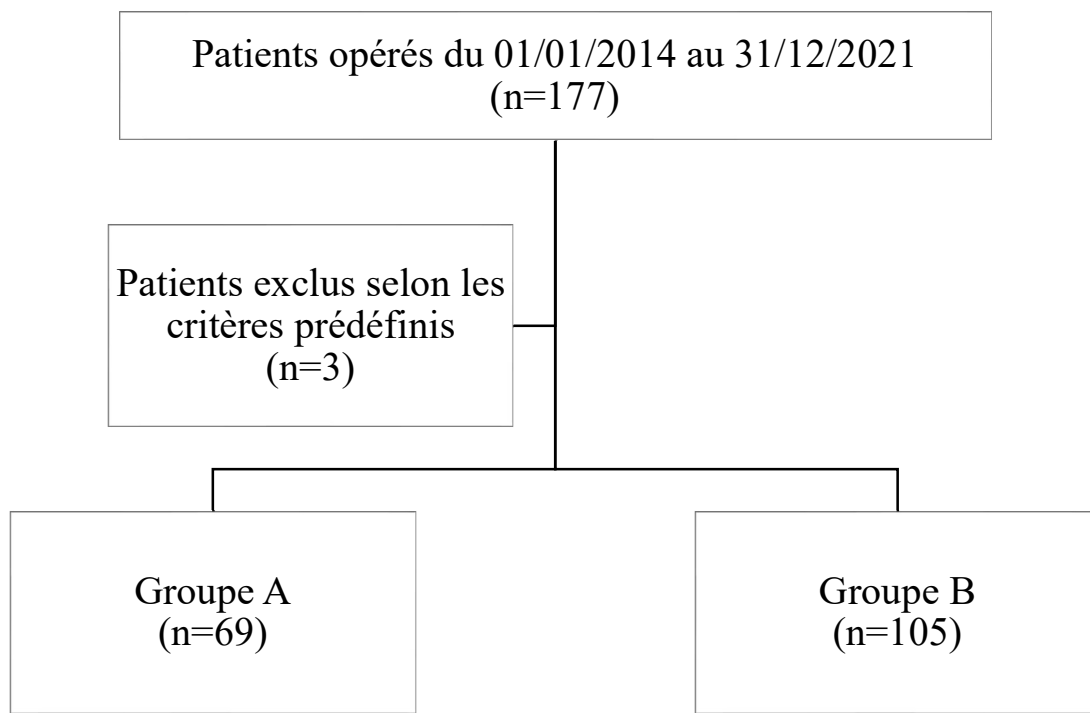 Patients opérés du 01/01/2014 au 31/12/2021
(n=177)
Patients exclus selon les
critères prédéfinis
(n=3)
Groupe A
(n=69)
Groupe B
(n=105)